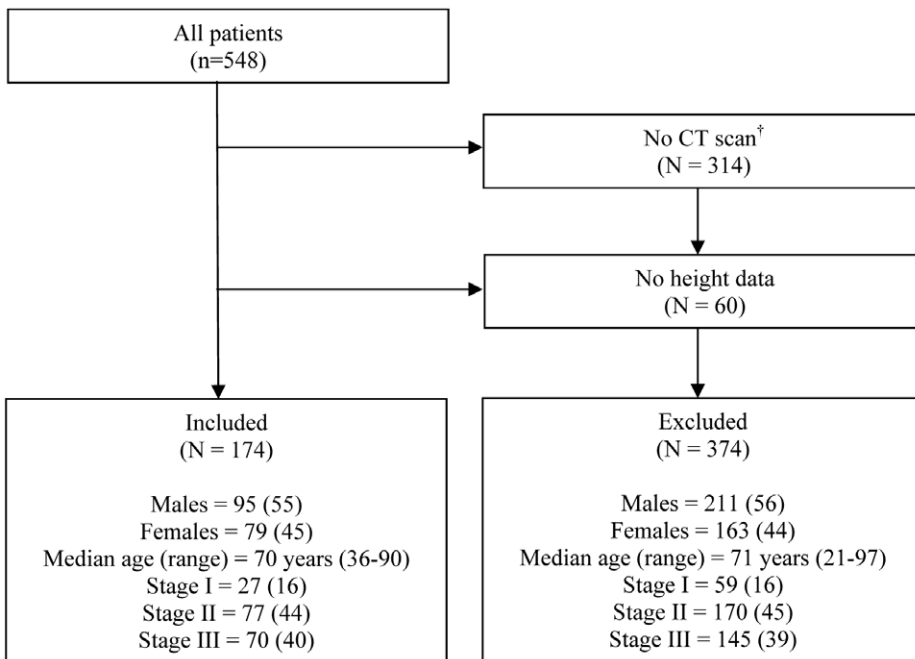 All patients
(n=548)
No CT scan†
(N = 314)
No height data
(N = 60)
Included
(N = 174)
Males = 95 (55)
Females = 79 (45)
Median age (range) = 70 years (36-90)
Stage I = 27 (16)
Stage II = 77 (44)
Stage III = 70 (40)
Excluded
(N = 374)
Males = 211 (56)
Females = 163 (44)
Median age (range) = 71 years (21-97)
Stage I = 59 (16)
Stage II = 170 (45)
Stage III = 145 (39)